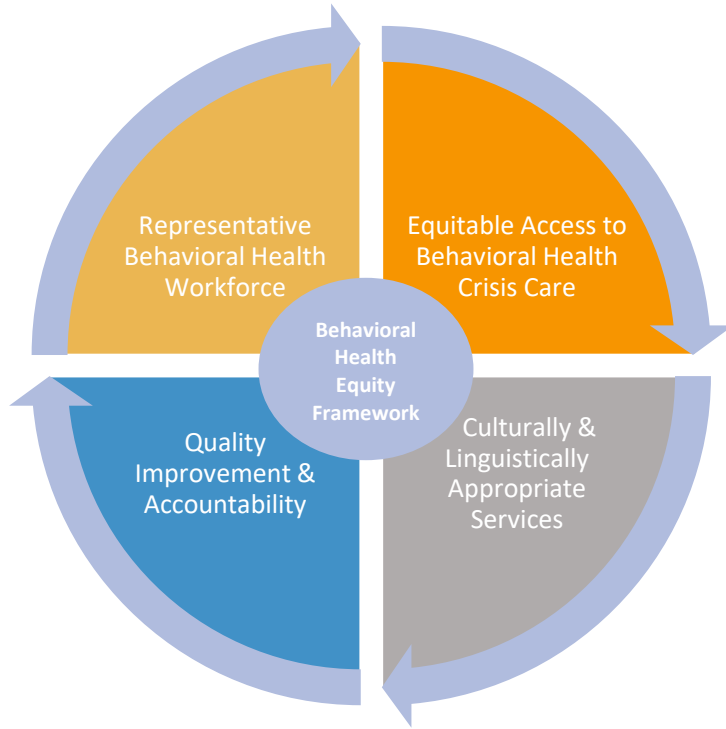 Representative
Behavioral Health
Workforce
Equitable Access to
Behavioral Health
Crisis Care
Behavioral
Health
Equity
Framework
Quality
Improvement &
Accountability
Culturally &
Linguistically
Appropriate
Services